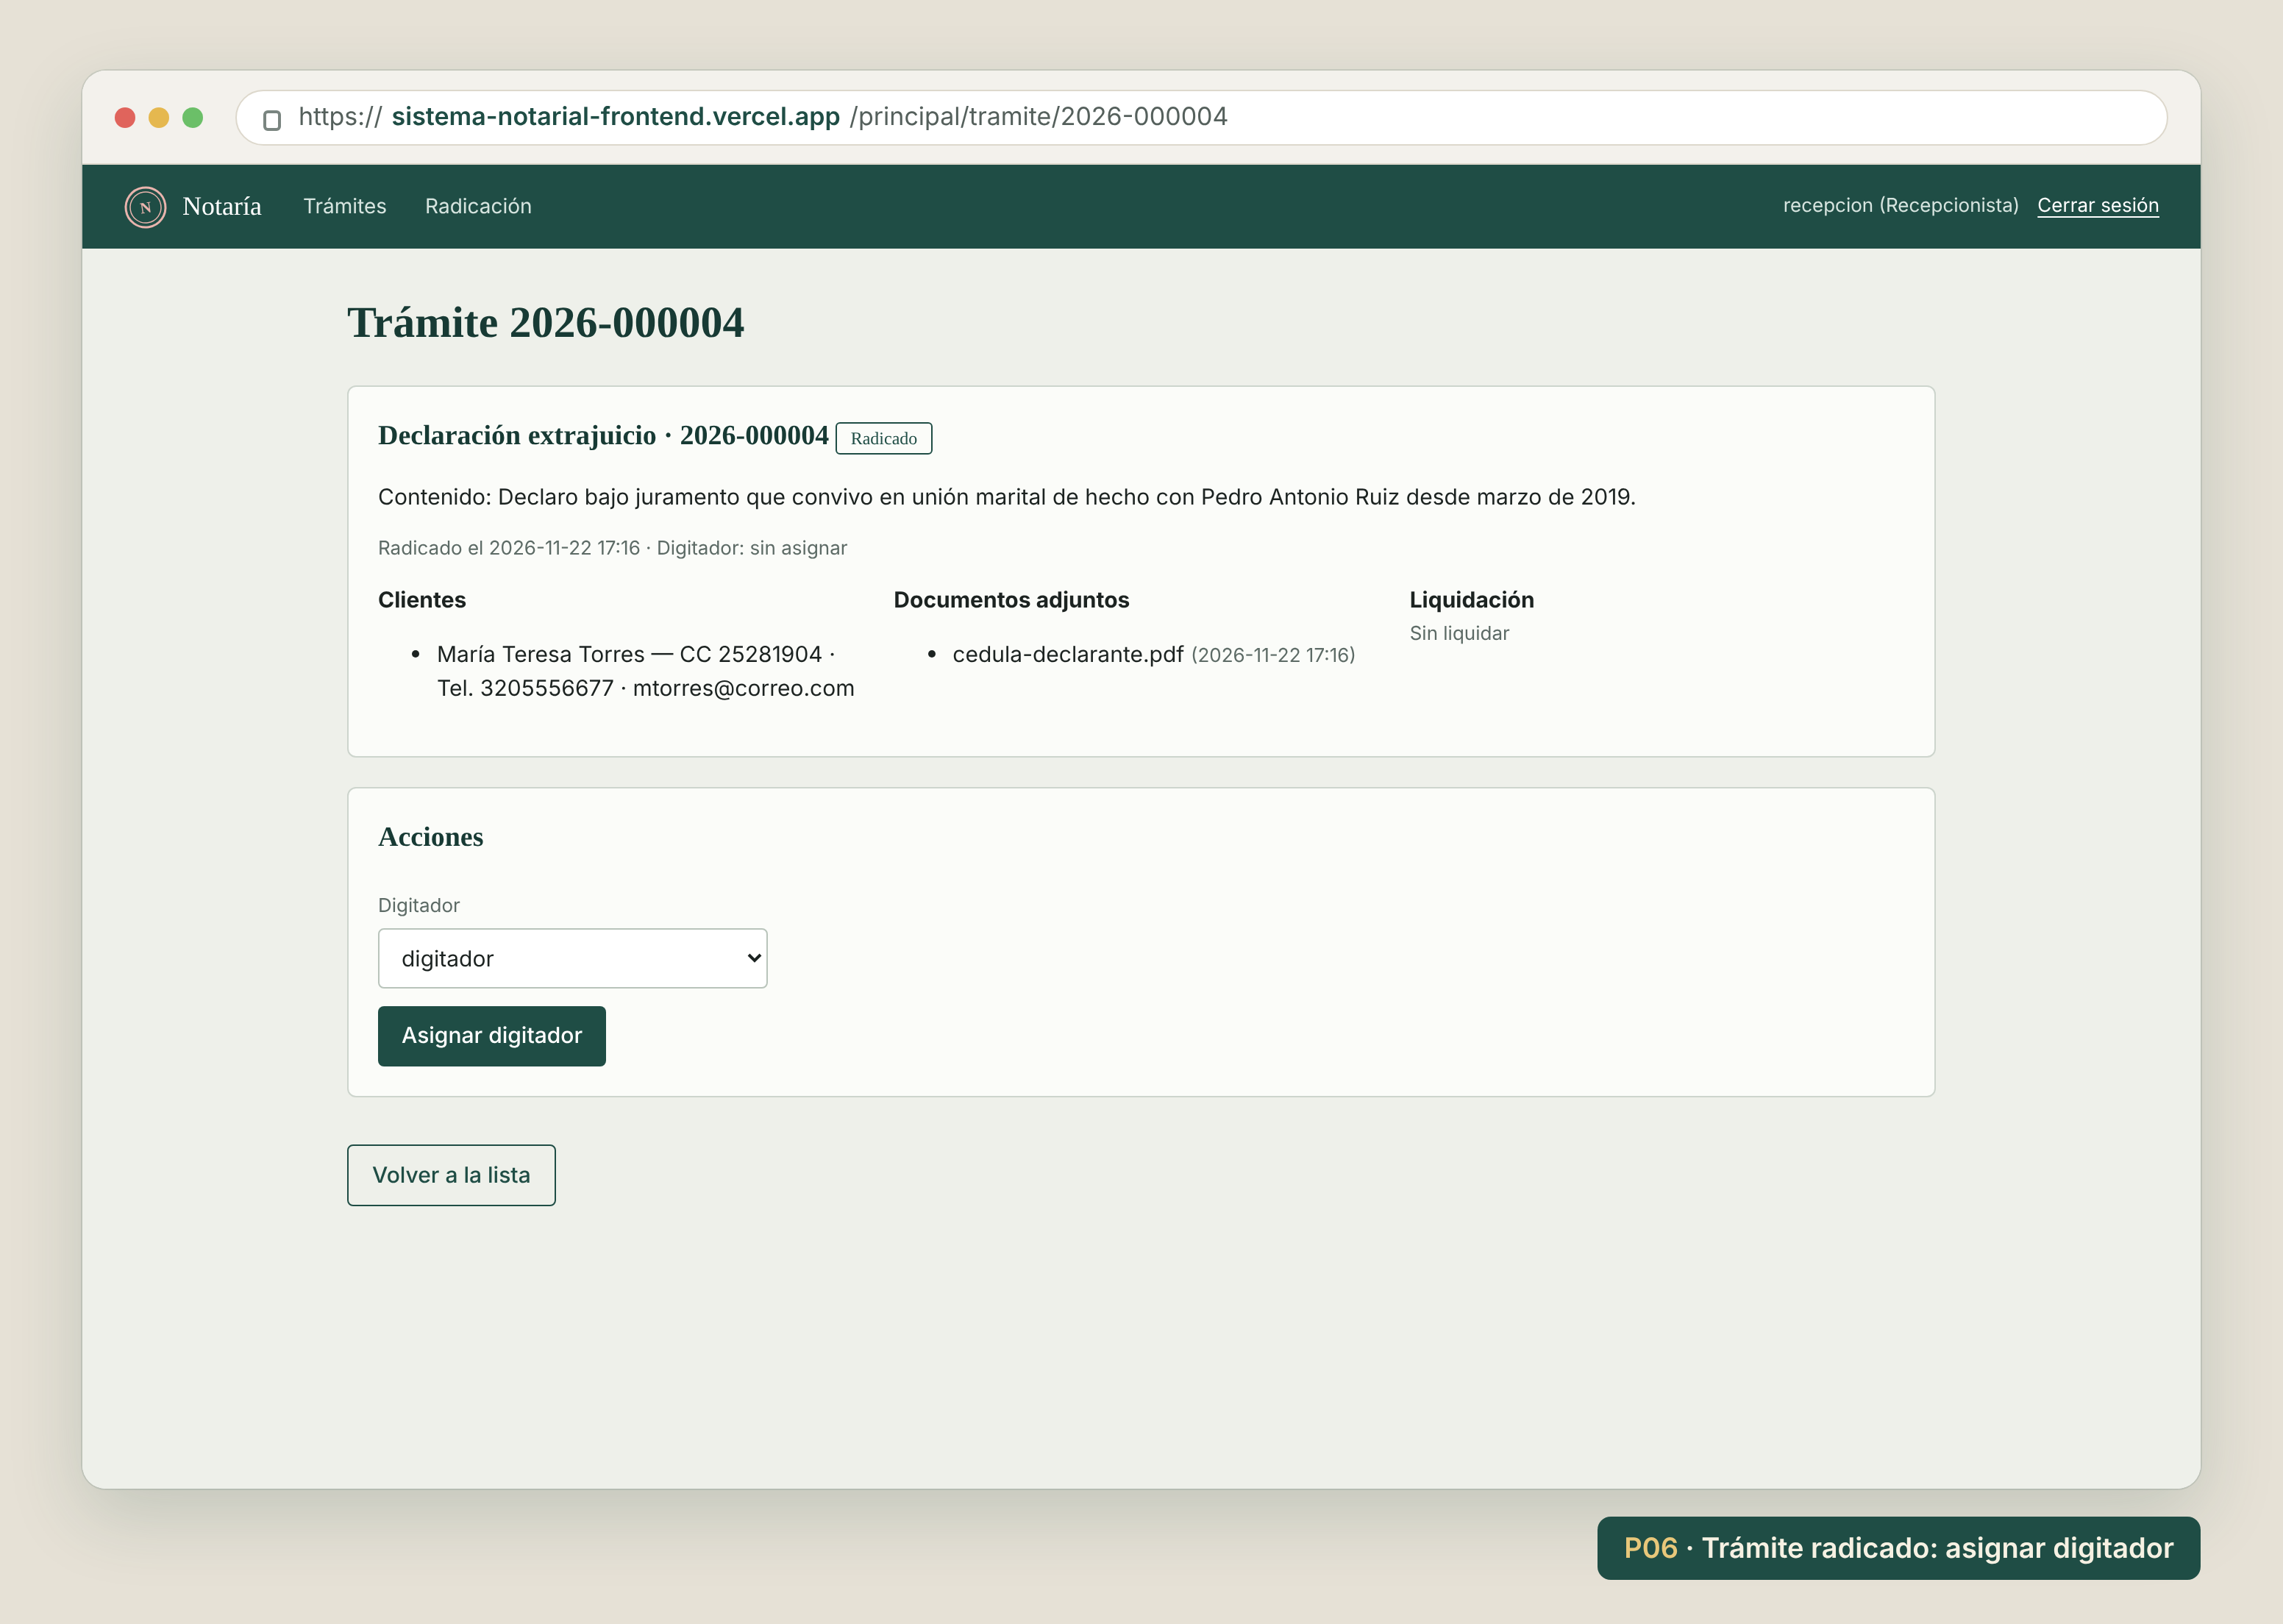 https:// sistema-notarial-frontend.vercel.app /principal/tramite/2026-000004
N Notaría Trámites Radicación recepcion (Recepcionista) Cerrar sesión
Trámite 2026-000004
Declaración extrajuicio · 2026-000004 Radicado
Contenido: Declaro bajo juramento que convivo en unión marital de hecho con Pedro Antonio Ruiz desde marzo de 2019.
Radicado el 2026-11-22 17:16 · Digitador: sin asignar
Clientes
• María Teresa Torres — CC 25281904 ·
Tel. 3205556677 · mtorres@correo.com
Documentos adjuntos
• cedula-declarante.pdf (2026-11-22 17:16)
Liquidación
Sin liquidar
Acciones
Digitador
digitador
Asignar digitador
Volver a la lista
P06 · Trámite radicado: asignar digitador